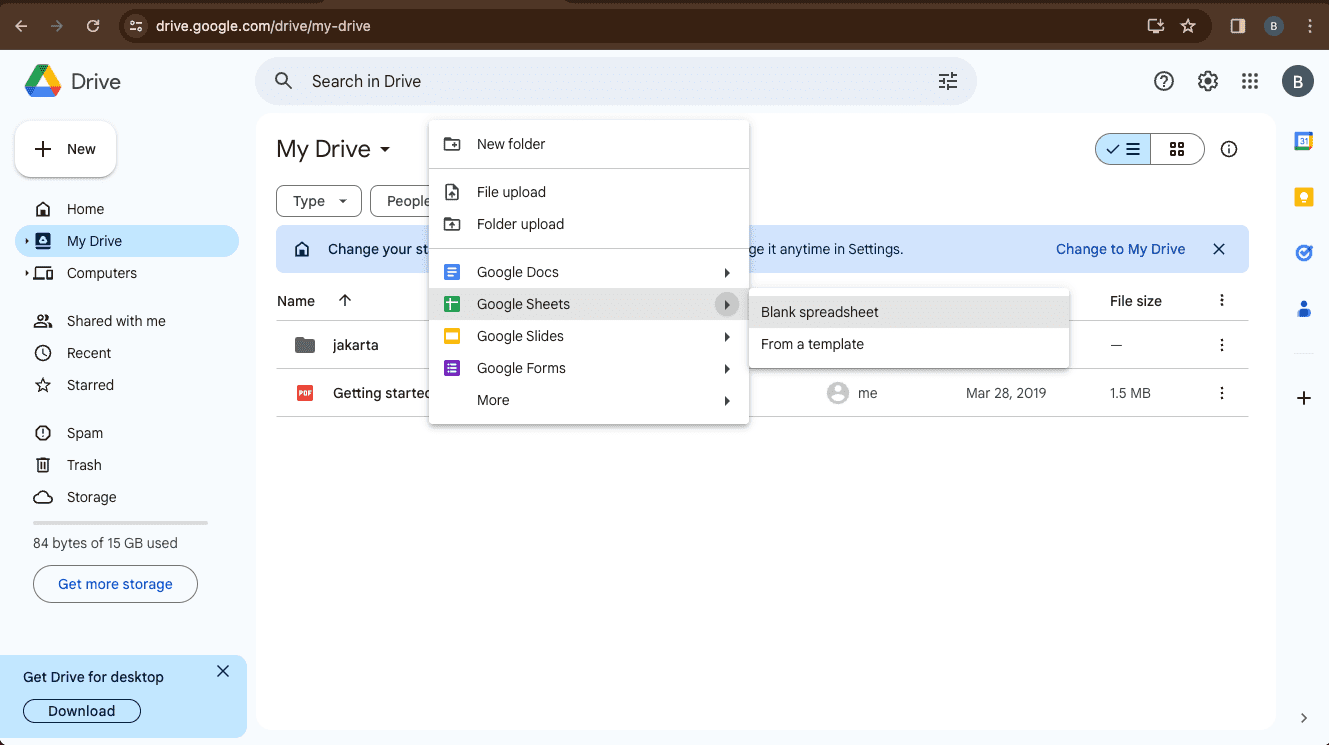 drive.google.com/drive/my-drive
B
Drive
Search in Drive
B
New
My Drive
New folder
File upload
Folder upload
Type
People
Home
My Drive
Computers
Change your st
ge it anytime in Settings.
Change to My Drive
Google Docs
Google Sheets
Google Slides
Google Forms
More
Blank spreadsheet
From a template
Name
File size
Shared with me
Recent
Starred
jakarta
—
PDF
Getting started
me
Mar 28, 2019
1.5 MB
Spam
Trash
Storage
84 bytes of 15 GB used
Get more storage
Get Drive for desktop
Download
31